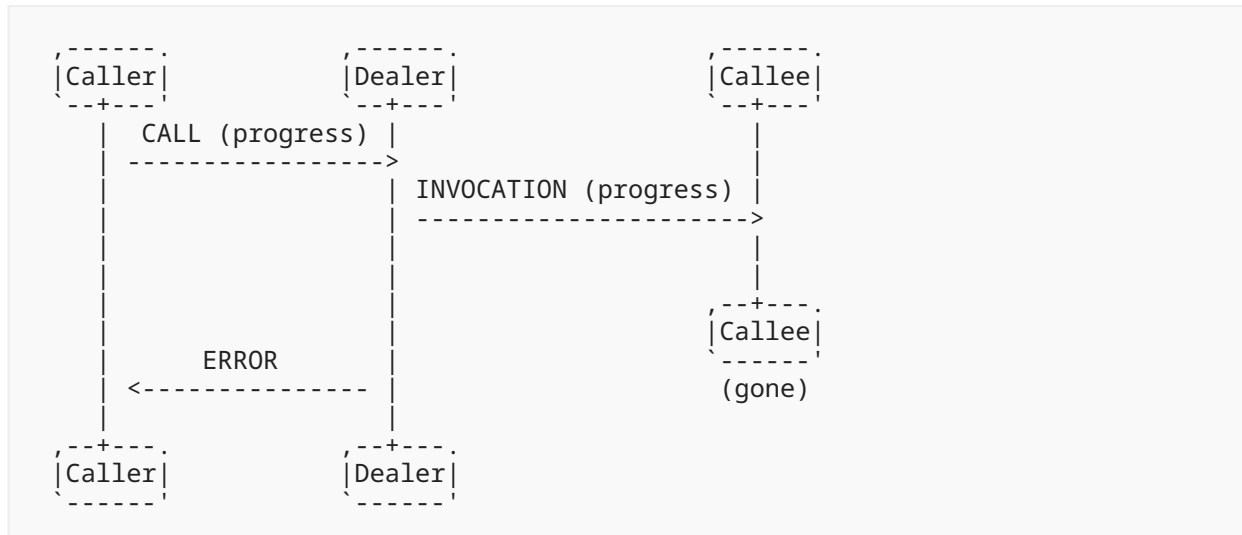 ,------.          ,------.             ,------.
|Caller|          |Dealer|             |Callee|
`--+---'          `--+---'             `--+---'
   |  CALL (progress) |                   |
   | ----------------->                   |
   |                  | INVOCATION (progress) |
   |                  | ---------------------->
   |                  |                       |
   |                  |                       |
   |                  |                    ,--+---.
   |                  |                    |Callee|
   |      ERROR       |                    `------'
   | <--------------- |                     (gone)
   |                  |
,--+---.          ,--+---.
|Caller|          |Dealer|
`------'          `------'